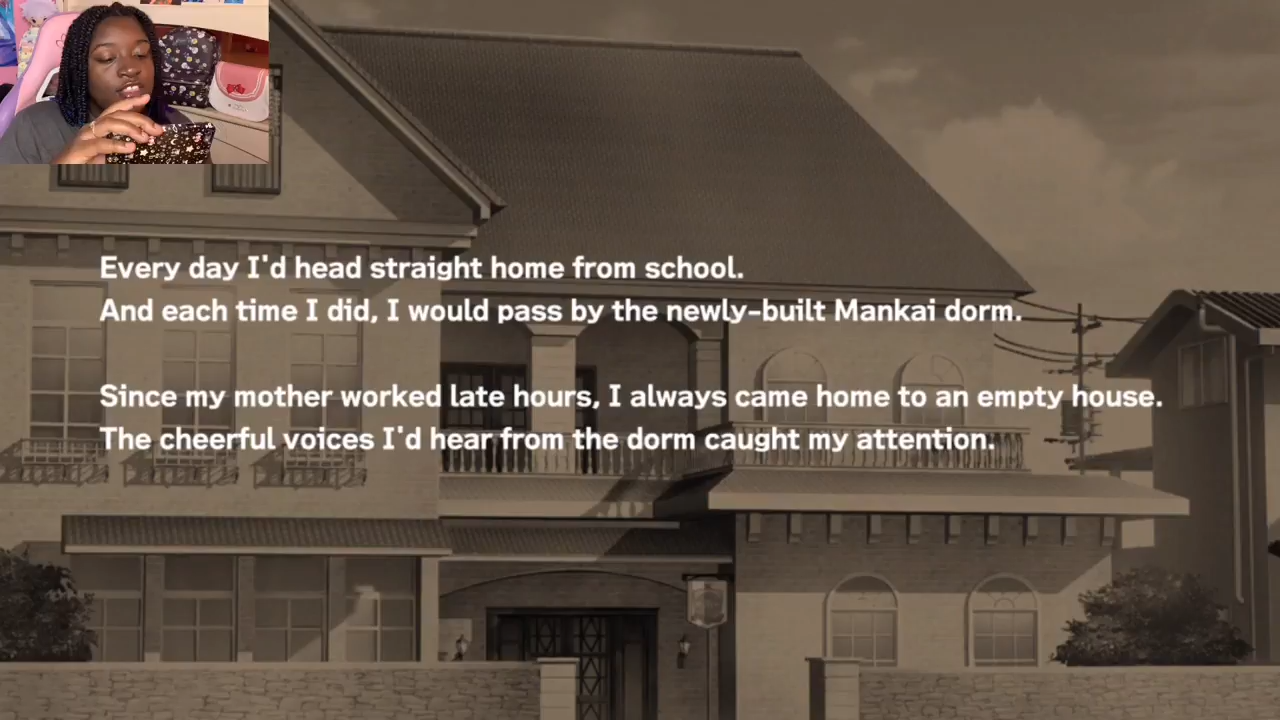 Every day I'd head straight home from school.
And each time I did, I would pass by the newly-built Mankai dorm.
Since my mother worked late hours, I always came home to an empty house.
The cheerful voices I'd hear from the dorm caught my attention.